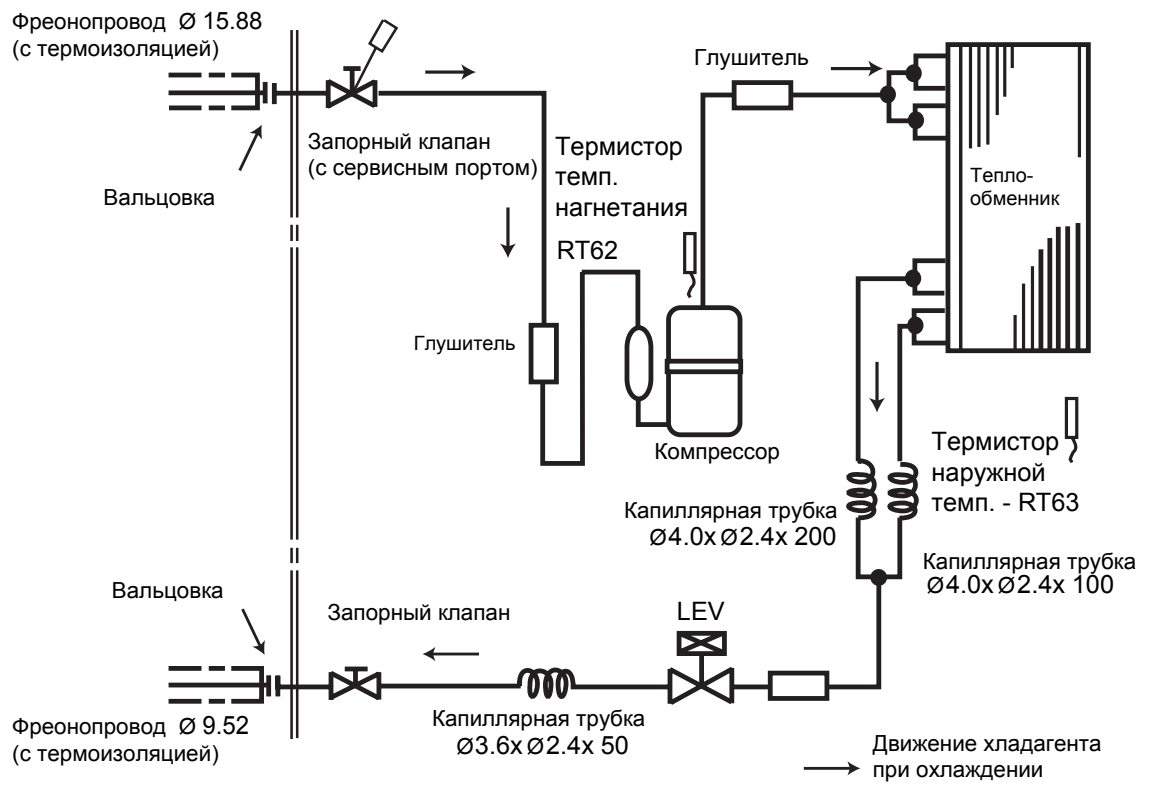 Фреонопровод Ø 15.88
(с термоизоляцией)
Вальцовка
Запорный клапан
(с сервисным портом)
Термистор
темп.
нагнетания
RT62
Глушитель
Глушитель
Тепло-
обменник
Компрессор
Термистор
наружной
темп. - RT63
Капиллярная трубка
Ø4.0x Ø2.4x 200
Капиллярная трубка
Ø4.0x Ø2.4x 100
Вальцовка
Запорный клапан
LEV
Фреонопровод Ø 9.52
(с термоизоляцией)
Капиллярная трубка
Ø3.6x Ø2.4x 50
Движение хладагента
при охлаждении